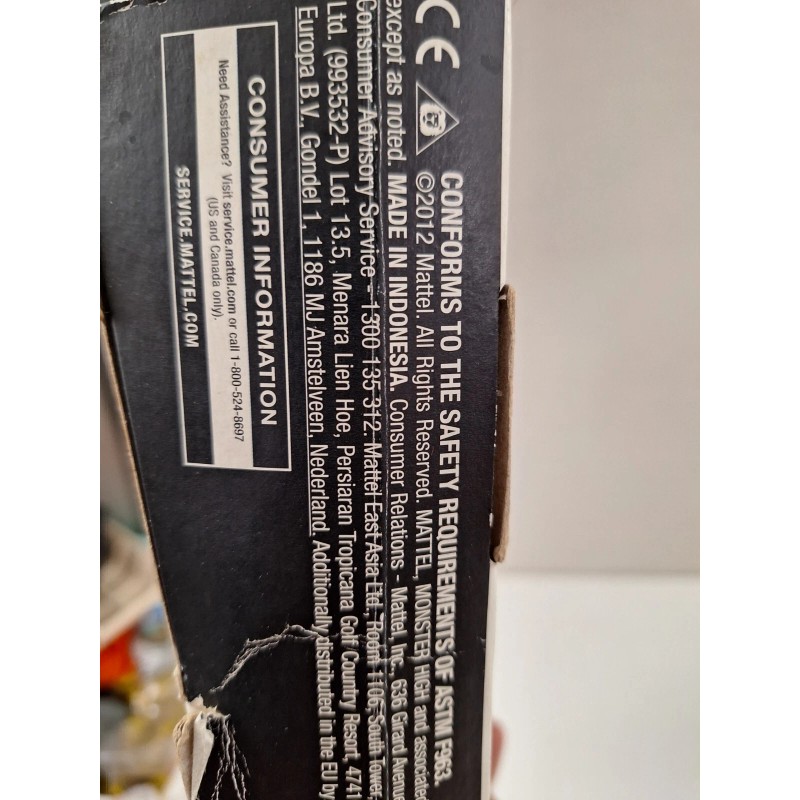 CE
CONFORMS TO THE SAFETY REQUIREMENTS OF ASTM F963.
©2012 Mattel. All Rights Reserved. MATTEL, MONSTER HIGH and associated
except as noted. MADE IN INDONESIA. Consumer Relations - Mattel, Inc., 636 Girard Avenue
Consumer Advisory Service - 1300 135 312. Mattel East Asia Ltd., Room 1106, South Tower,
Ltd. (993532-P) Lot 13.5, Menara Lien Hoe, Persiaran Tropicana Golf Country Resort, 4741
Europa B.V., Gondel 1, 1186 MJ Amstelveen, Nederland. Additionally distributed in the EU by
CONSUMER INFORMATION
Need Assistance? Visit service.mattel.com or call 1-800-524-8697
(US and Canada only).
SERVICE.MATTEL.COM